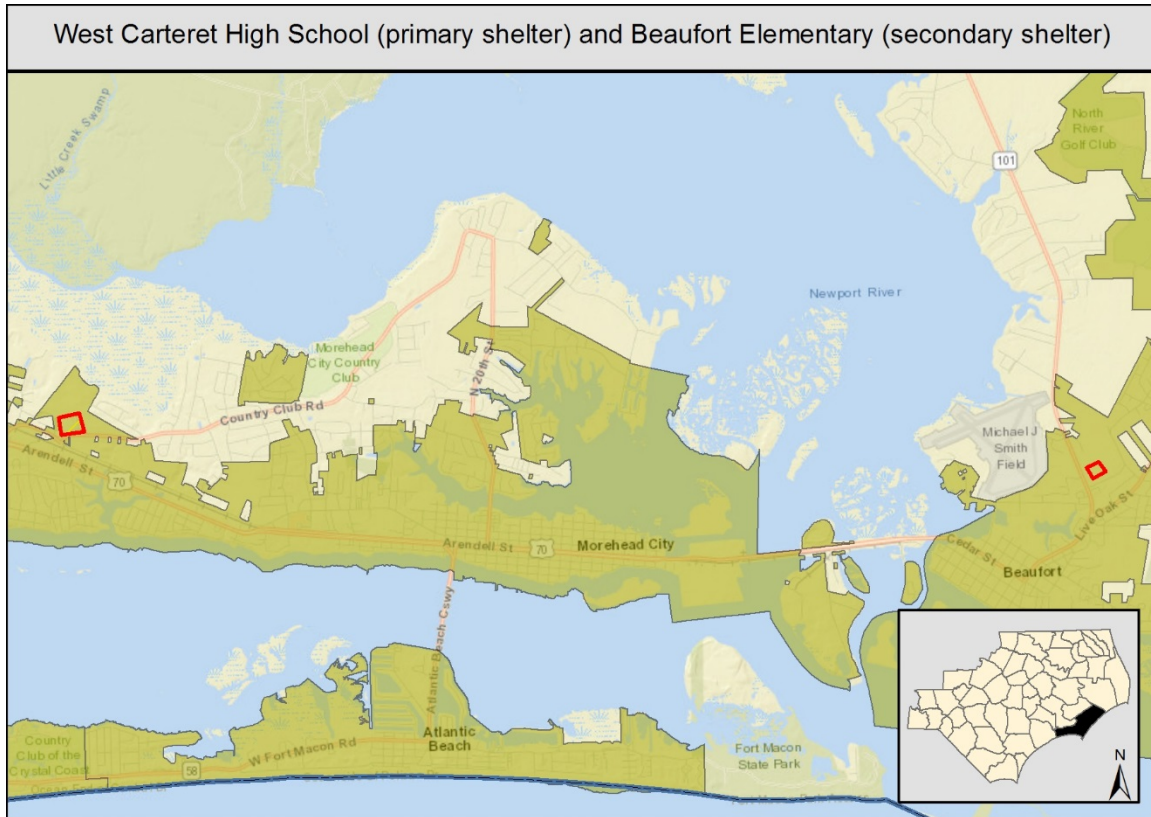 West Carteret High School (primary shelter) and Beaufort Elementary (secondary shelter)
Little Creek Swamp
North
River
Golf Club
101
Newport River
Morehead
City Country
Club
N 20th St
Country Club Rd
Michael J
Smith
Field
Arendell St
70
Live Oak St
Arendell St
70
Morehead City
Cedar St
Beaufort
Atlantic Beach Cswy
Atlantic
Beach
Country
Club of the
Crystal Coast
W Fort Macon Rd
58
Fort Macon
State Park
N